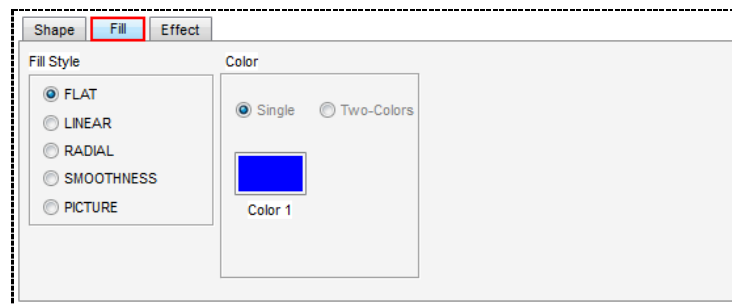 Shape Fill Effect
Fill Style
FLAT
LINEAR
RADIAL
SMOOTHNESS
PICTURE
Color
Single Two-Colors
Color 1